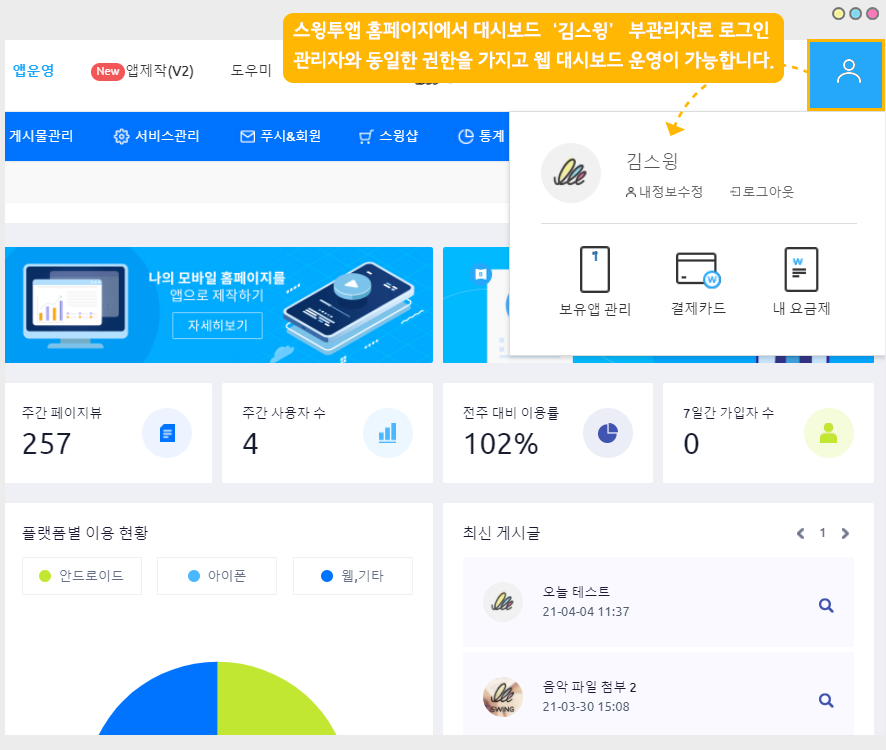 스윙투앱 홈페이지에서 대시보드 ‘김스윙’ 부관리자로 로그인
관리자와 동일한 권한을 가지고 웹 대시보드 운영이 가능합니다.
앱운영 New 앱제작(V2) 도우미
게시물관리 서비스관리 푸시&회원 스윙샵 통계
김스윙
내정보수정 로그아웃
보유앱 관리 결제카드 내 요금제
나의 모바일 홈페이지를
앱으로 제작하기
자세히보기
주간 페이지뷰
257
주간 사용자 수
4
전주 대비 이용률
102%
7일간 가입자 수
0
플랫폼별 이용 현황
안드로이드 아이폰 웹,기타
최신 게시글 1
오늘 테스트
21-04-04 11:37
음악 파일 첨부 2
21-03-30 15:08
SWING